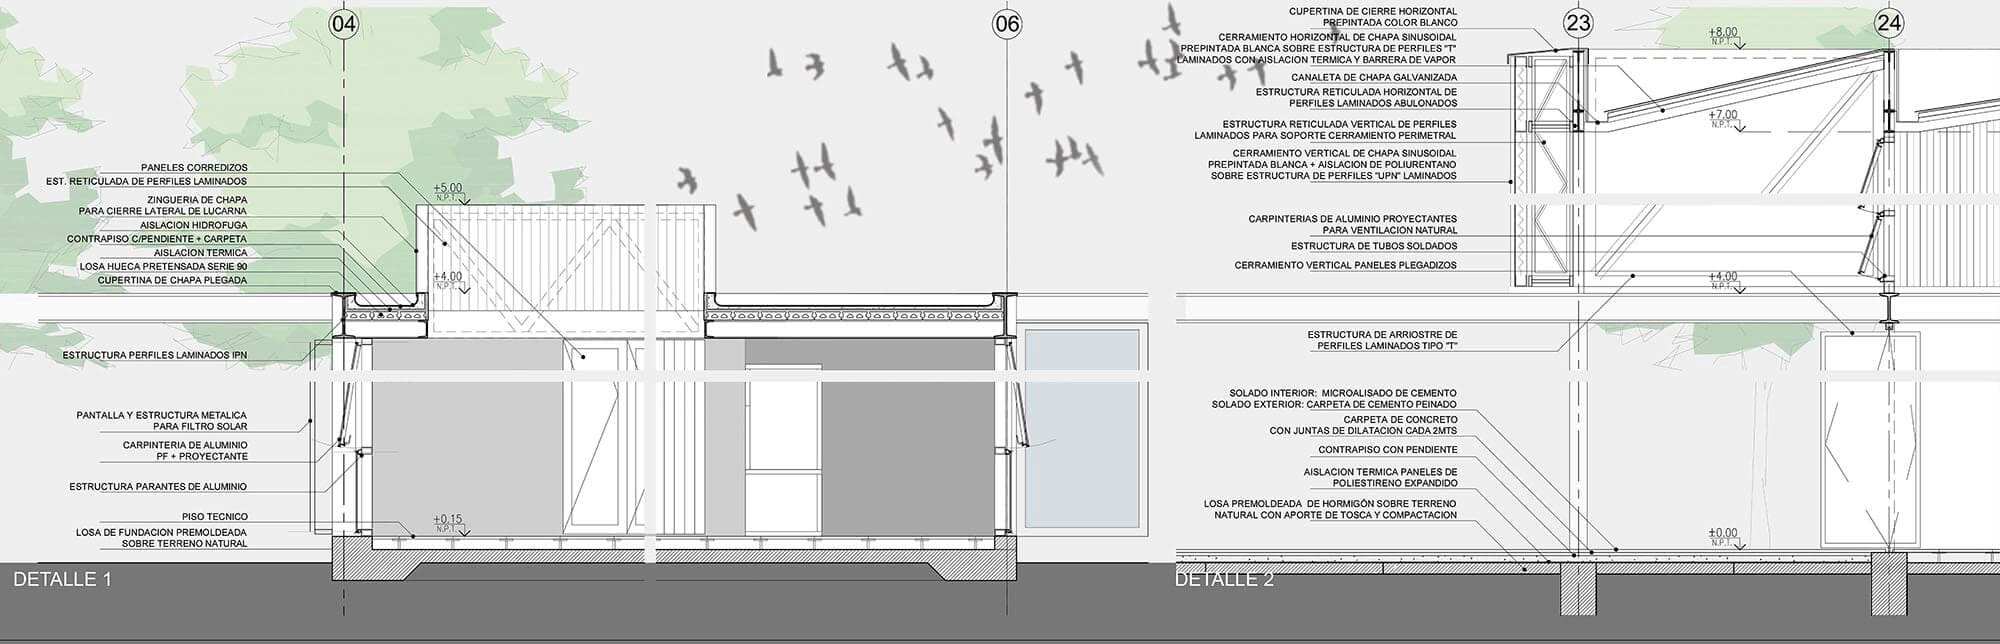 04
06
PANELES CORREDIZOS
EST. RETICULADA DE PERFILES LAMINADOS
ZINGUERIA DE CHAPA
PARA CIERRE LATERAL DE LUCARNA
AISLACION HIDROFUGA
CONTRAPISO C/PENDIENTE + CARPETA
AISLACION TERMICA
LOSA HUECA PRETENSADA SERIE 90
CUPERTINA DE CHAPA PLEGADA
ESTRUCTURA PERFILES LAMINADOS IPN
PANTALLA Y ESTRUCTURA METALICA
PARA FILTRO SOLAR
CARPINTERIA DE ALUMINIO
PF + PROYECTANTE
ESTRUCTURA PARANTES DE ALUMINIO
PISO TECNICO
LOSA DE FUNDACION PREMOLDEADA
SOBRE TERRENO NATURAL
+5,00
N.P.T.
+4,00
N.P.T.
+0,15
N.P.T.
DETALLE 1
23
24
CUPERTINA DE CIERRE HORIZONTAL
PREPINTADA COLOR BLANCO
CERRAMIENTO HORIZONTAL DE CHAPA SINUSOIDAL
PREPINTADA BLANCA SOBRE ESTRUCTURA DE PERFILES "T"
LAMINADOS CON AISLACION TERMICA Y BARRERA DE VAPOR
CANALETA DE CHAPA GALVANIZADA
ESTRUCTURA RETICULADA HORIZONTAL DE
PERFILES LAMINADOS ABULONADOS
ESTRUCTURA RETICULADA VERTICAL DE PERFILES
LAMINADOS PARA SOPORTE CERRAMIENTO PERIMETRAL
CERRAMIENTO VERTICAL DE CHAPA SINUSOIDAL
PREPINTADA BLANCA + AISLACION DE POLIURENTANO
SOBRE ESTRUCTURA DE PERFILES "UPN" LAMINADOS
CARPINTERIAS DE ALUMINIO PROYECTANTES
PARA VENTILACION NATURAL
ESTRUCTURA DE TUBOS SOLDADOS
CERRAMIENTO VERTICAL PANELES PLEGADIZOS
ESTRUCTURA DE ARRIOSTRE DE
PERFILES LAMINADOS TIPO "T"
SOLADO INTERIOR: MICROALISADO DE CEMENTO
SOLADO EXTERIOR: CARPETA DE CEMENTO PEINADO
CARPETA DE CONCRETO
CON JUNTAS DE DILATACION CADA 2MTS
CONTRAPISO CON PENDIENTE
AISLACION TERMICA PANELES DE
POLIESTIRENO EXPANDIDO
LOSA PREMOLDEADA DE HORMIGÓN SOBRE TERRENO
NATURAL CON APORTE DE TOSCA Y COMPACTACION
+8,00
N.P.T.
+7,00
N.P.T.
+4,00
N.P.T.
+0,00
N.P.T.
DETALLE 2